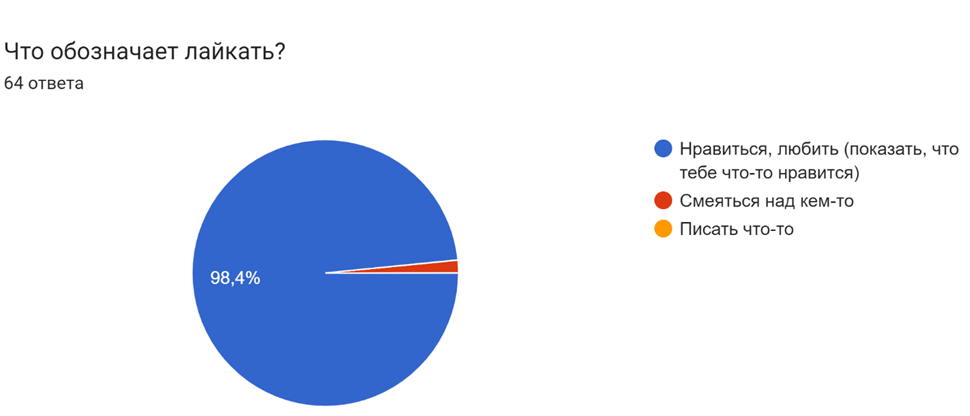 Что обозначает лайкать?
64 ответа
Нравиться, любить (показать, что
тебе что-то нравится)
Смеяться над кем-то
Писать что-то
98,4%